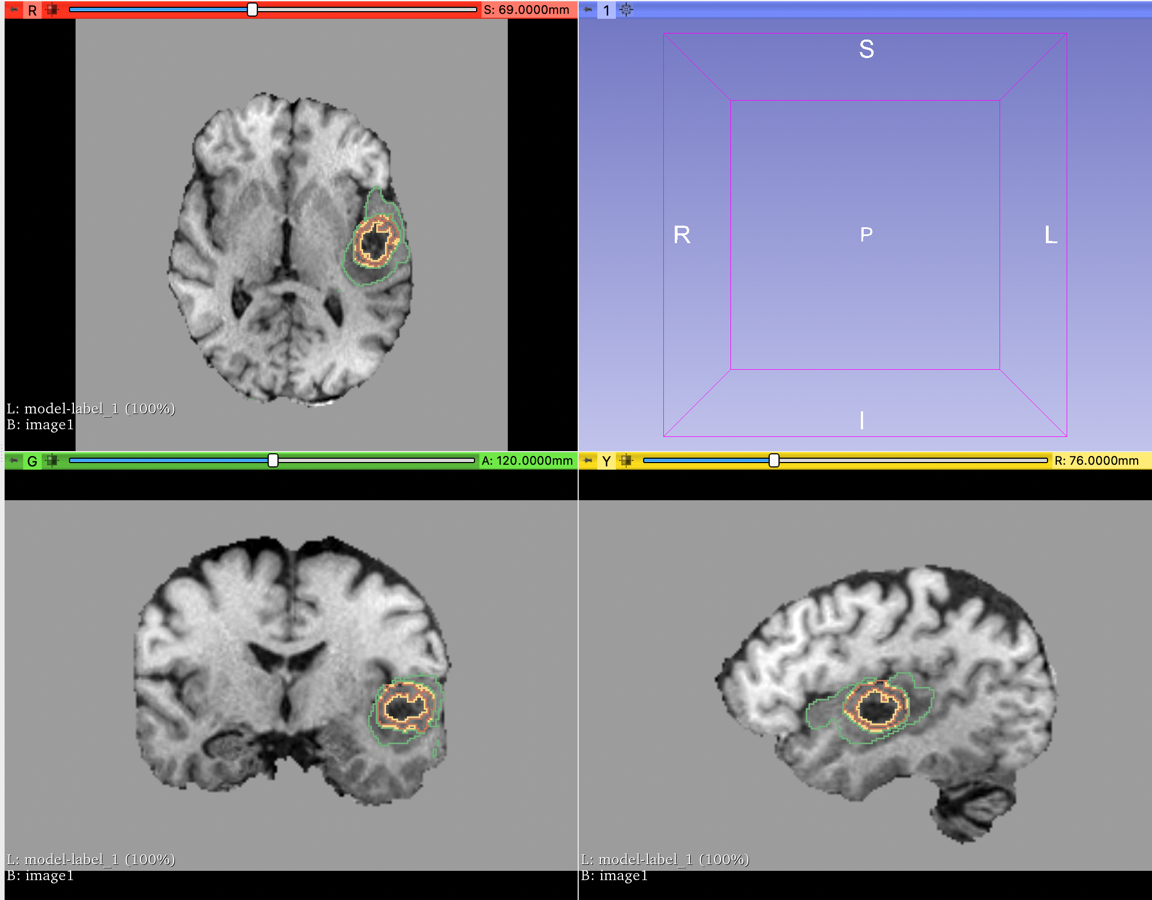 R S: 69.0000mm
1
S
R P L
I
L: model-label_1 (100%)
B: image1
G A: 120.0000mm
Y R: 76.0000mm
L: model-label_1 (100%)
B: image1
L: model-label_1 (100%)
B: image1